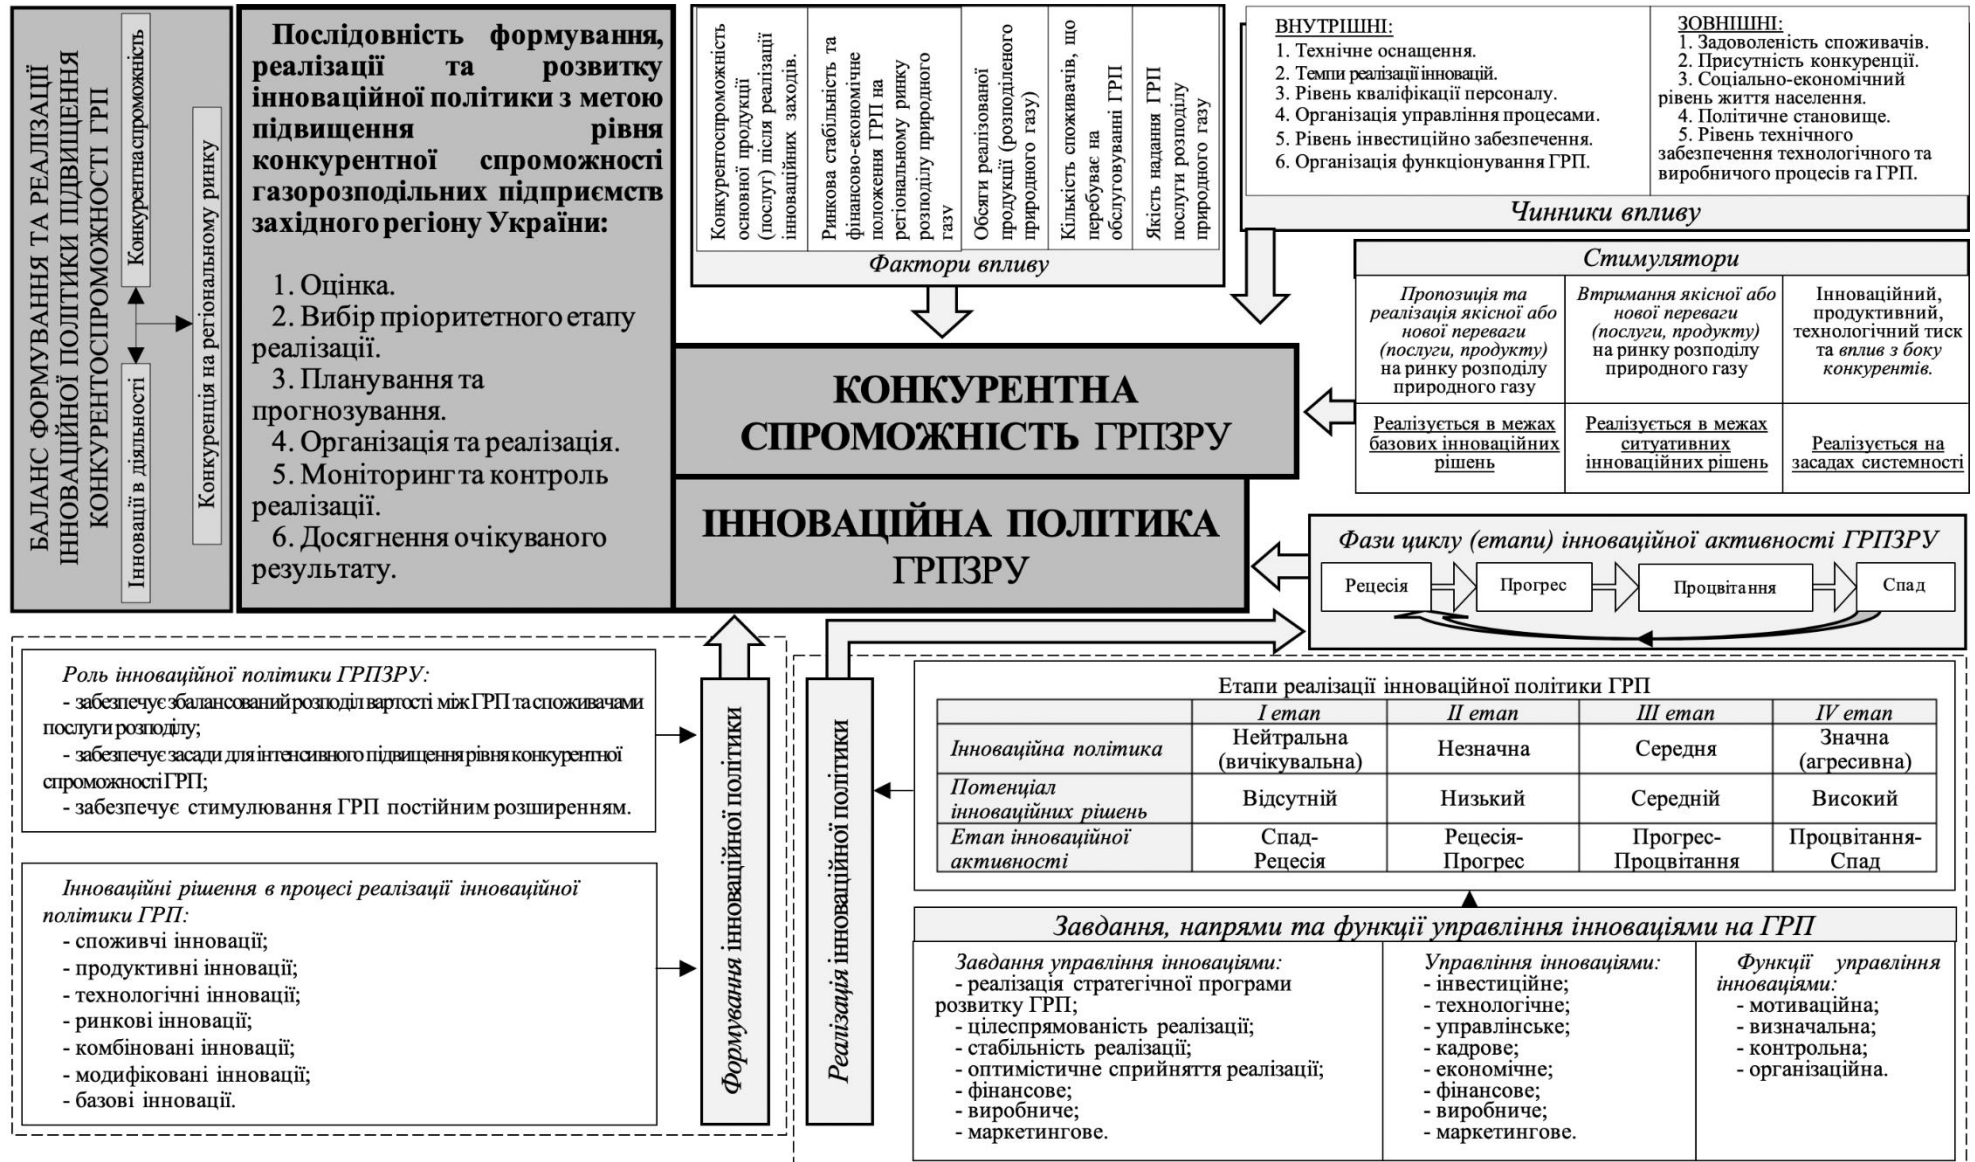 БАЛАНС ФОРМУВАННЯ ТА РЕАЛІЗАЦІЇ
ІННОВАЦІЙНОЇ ПОЛІТИКИ ПІДВИЩЕННЯ
КОНКУРЕНТОСПРОМОЖНОСТІ ГРП
Конкурентна спроможність
Інновації в діяльності
Конкуренція на регіональному ринку
Послідовність формування,
реалізації та розвитку
інноваційної політики з метою
підвищення рівня
конкурентної спроможності
газорозподільних підприємств
західного регіону України:
1. Оцінка.
2. Вибір пріоритетного етапу
реалізації.
3. Планування та
прогнозування.
4. Організація та реалізація.
5. Моніторинг та контроль
реалізації.
6. Досягнення очікуваного
результату.
Конкурентоспроможність
основної продукції
(послуг) після реалізації
інноваційних заходів.
Ринкова стабільність та
фінансово-економічне
положення ГРП на
регіональному ринку
розподілу природного
газу
Обсяги реалізованої
продукції (розподіленого
природного газу)
Кількість споживачів, що
перебуває на
обслуговуванні ГРП
Якість надання ГРП
послуги розподілу
природного газу
Фактори впливу
ВНУТРІШНІ:
1. Технічне оснащення.
2. Темпи реалізації інновацій.
3. Рівень кваліфікації персоналу.
4. Організація управління процесами.
5. Рівень інвестиційно забезпечення.
6. Організація функціонування ГРП.
ЗОВНІШНІ:
1. Задоволеність споживачів.
2. Присутність конкуренції.
3. Соціально-економічний
рівень життя населення.
4. Політичне становище.
5. Рівень технічного
забезпечення технологічного та
виробничого процесів га ГРП.
Чинники впливу
Стимулятори
Пропозиція та
реалізація якісної або
нової переваги
(послуги, продукту)
на ринку розподілу
природного газу
Втримання якісної або
нової переваги
(послуги, продукту)
на ринку розподілу
природного газу
Інноваційний,
продуктивний,
технологічний тиск
та вплив з боку
конкурентів.
Реалізується в межах
базових інноваційних
рішень
Реалізується в межах
ситуативних
інноваційних рішень
Реалізується на
засадах системності
КОНКУРЕНТНА
СПРОМОЖНІСТЬ ГРПЗРУ
ІННОВАЦІЙНА ПОЛІТИКА
ГРПЗРУ
Фази циклу (етапи) інноваційної активності ГРПЗРУ
Рецесія
Прогрес
Процвітання
Спад
Роль інноваційної політики ГРПЗРУ:
- забезпечує збалансований розподіл вартості між ГРП та споживачами
послуги розподілу;
- забезпечує засади для інтенсивного підвищення рівня конкурентної
спроможності ГРП;
- забезпечує стимулювання ГРП постійним розширенням.
Інноваційні рішення в процесі реалізації інноваційної
політики ГРП:
- споживчі інновації;
- продуктивні інновації;
- технологічні інновації;
- ринкові інновації;
- комбіновані інновації;
- модифіковані інновації;
- базові інновації.
Формування інноваційної політики
Реалізація інноваційної політики
Етапи реалізації інноваційної політики ГРП
І етап ІІ етап ІІІ етап IV етап
Інноваційна політика Нейтральна (вичікувальна) Незначна Середня Значна (агресивна)
Потенціал інноваційних рішень Відсутній Низький Середній Високий
Етап інноваційної активності Спад-Рецесія Рецесія-Прогрес Прогрес-Процвітання Процвітання-Спад
Завдання, напрями та функції управління інноваціями на ГРП
Завдання управління інноваціями:
- реалізація стратегічної програми
розвитку ГРП;
- цілеспрямованість реалізації;
- стабільність реалізації;
- оптимістичне сприйняття реалізації;
- фінансове;
- виробниче;
- маркетингове.
Управління інноваціями:
- інвестиційне;
- технологічне;
- управлінське;
- кадрове;
- економічне;
- фінансове;
- виробниче;
- маркетингове.
Функції управління
інноваціями:
- мотиваційна;
- визначальна;
- контрольна;
- організаційна.